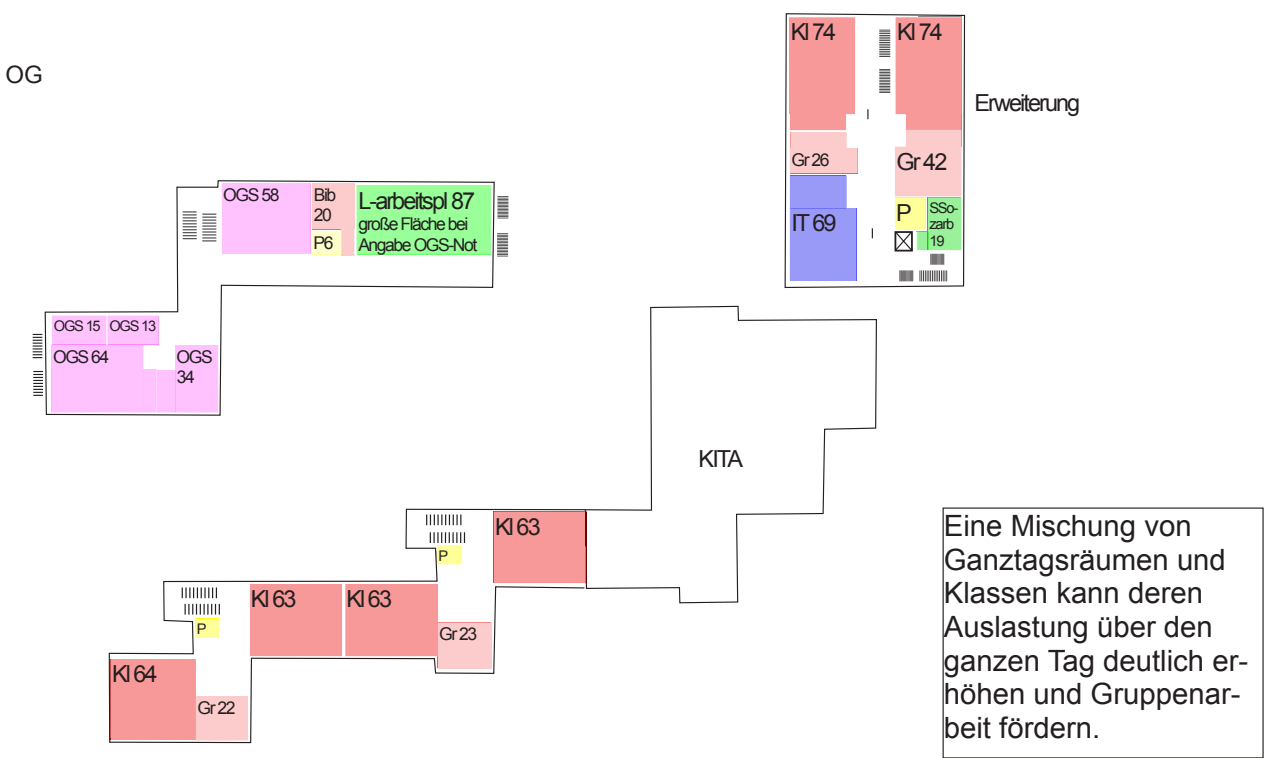 OG
Kl 74
Kl 74
Erweiterung
Gr 26
Gr 42
IT 69
P
SSo-
zarb
19
OGS 58
Bib
20
P6
L-arbeitspl 87
große Fläche bei
Angabe OGS-Not
OGS 15
OGS 13
OGS 64
OGS
34
KITA
Kl 63
P
Kl 63
Kl 63
Gr 23
P
Kl 64
Gr 22
Eine Mischung von
Ganztagsräumen und
Klassen kann deren
Auslastung über den
ganzen Tag deutlich er-
höhen und Gruppenar-
beit fördern.